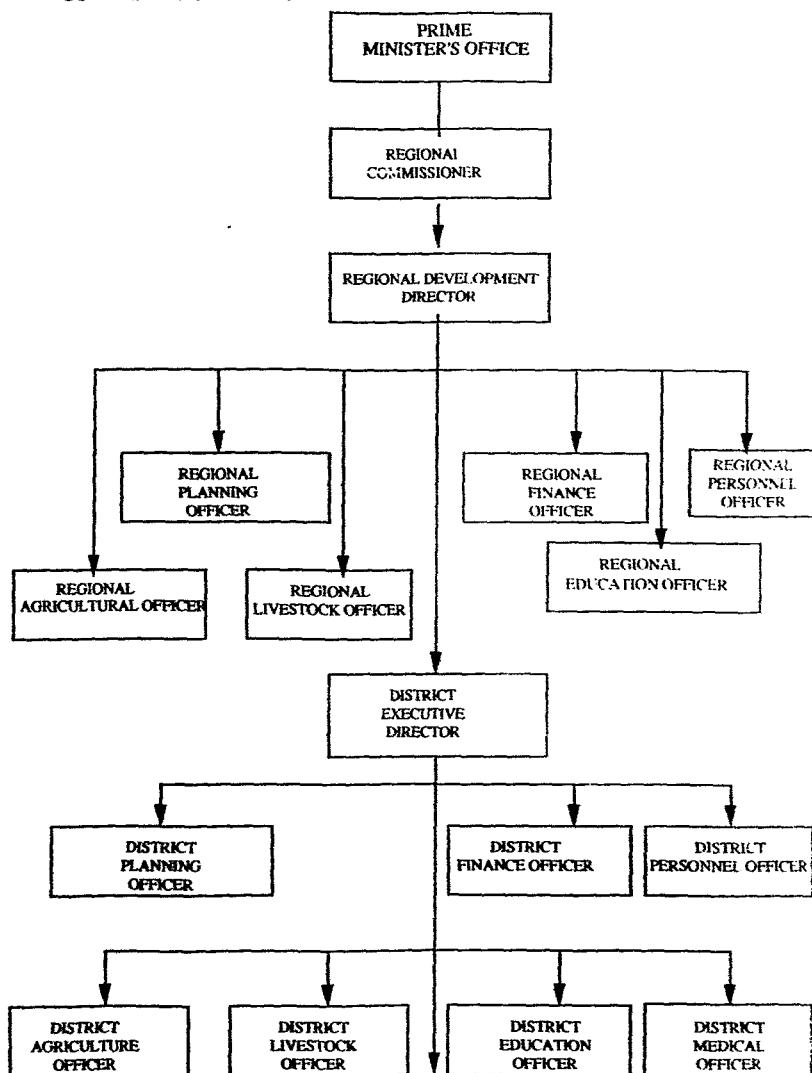 PRIME
MINISTER'S OFFICE
REGIONAL
COMMISSIONER
REGIONAL DEVELOPMENT
DIRECTOR
REGIONAL
PLANNING
OFFICER
REGIONAL
FINANCE
OFFICER
REGIONAL
PERSONNEL
OFFICER
REGIONAL
AGRICULTURAL OFFICER
REGIONAL
LIVESTOCK OFFICER
REGIONAL
EDUCATION OFFICER
DISTRICT
EXECUTIVE
DIRECTOR
DISTRICT
PLANNING
OFFICER
DISTRICT
FINANCE OFFICER
DISTRICT
PERSONNEL OFFICER
DISTRICT
AGRICULTURE
OFFICER
DISTRICT
LIVESTOCK
OFFICER
DISTRICT
EDUCATION
OFFICER
DISTRICT
MEDICAL
OFFICER